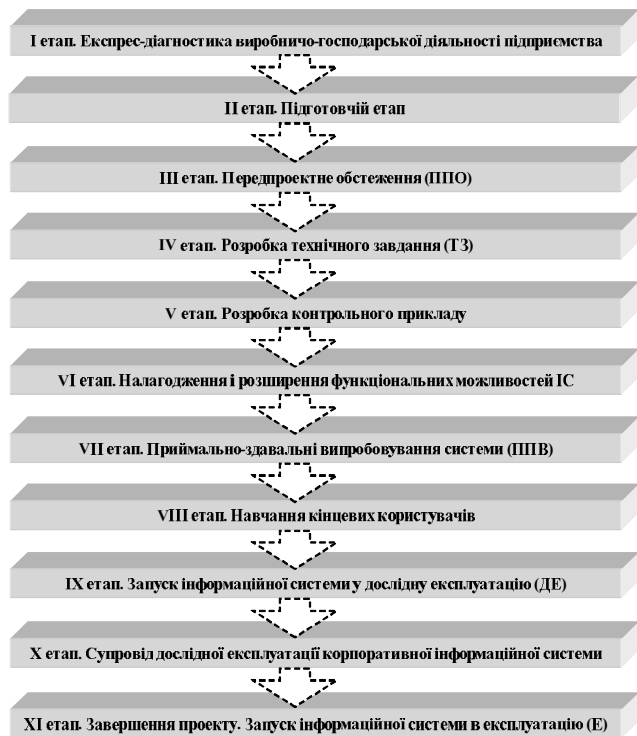 I етап. Експрес-діагностика виробничо-господарської діяльності підприємства
II етап. Підготовчій етап
III етап. Передпроектне обстеження (ППО)
IV етап. Розробка технічного завдання (ТЗ)
V етап. Розробка контрольного прикладу
VI етап. Налагодження і розширення функціональних можливостей ІС
VII етап. Приймально-здавальні випробовування системи (ППВ)
VIII етап. Навчання кінцевих користувачів
IX етап. Запуск інформаційної системи у дослідну експлуатацію (ДЕ)
X етап. Супровід дослідної експлуатації корпоративної інформаційної системи
XI етап. Завершення проекту. Запуск інформаційної системи в експлуатацію (Е)